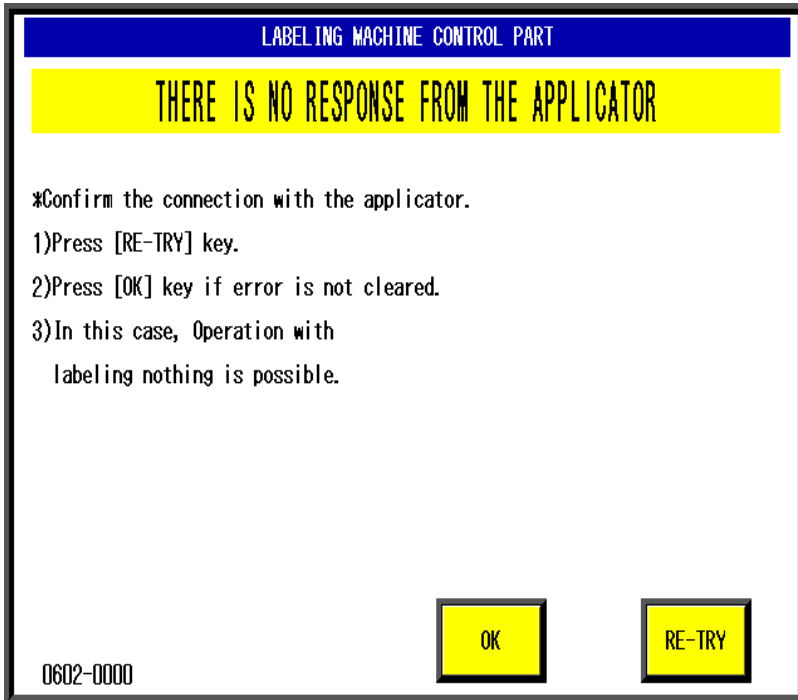 LABELING MACHINE CONTROL PART
THERE IS NO RESPONSE FROM THE APPLICATOR
*Confirm the connection with the applicator.
1)Press [RE-TRY] key.
2)Press [OK] key if error is not cleared.
3)In this case, Operation with
labeling nothing is possible.
OK
RE-TRY
0602-0000